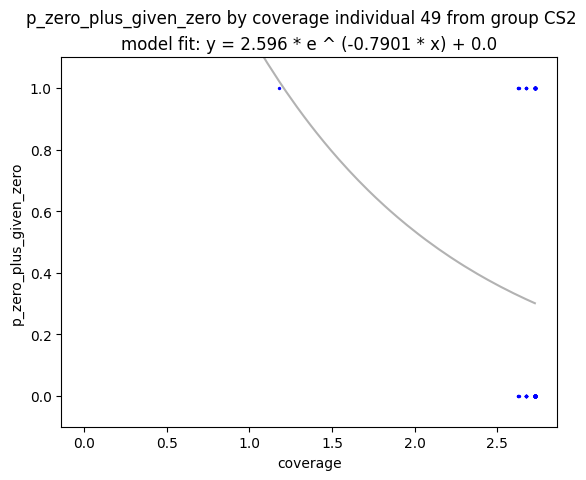 p_zero_plus_given_zero by coverage individual 49 from group CS2
model fit: y = 2.596 * e ^ (-0.7901 * x) + 0.0
1.0
0.8
0.6
0.4
0.2
0.0
p_zero_plus_given_zero
0.0 0.5 1.0 1.5 2.0 2.5
coverage